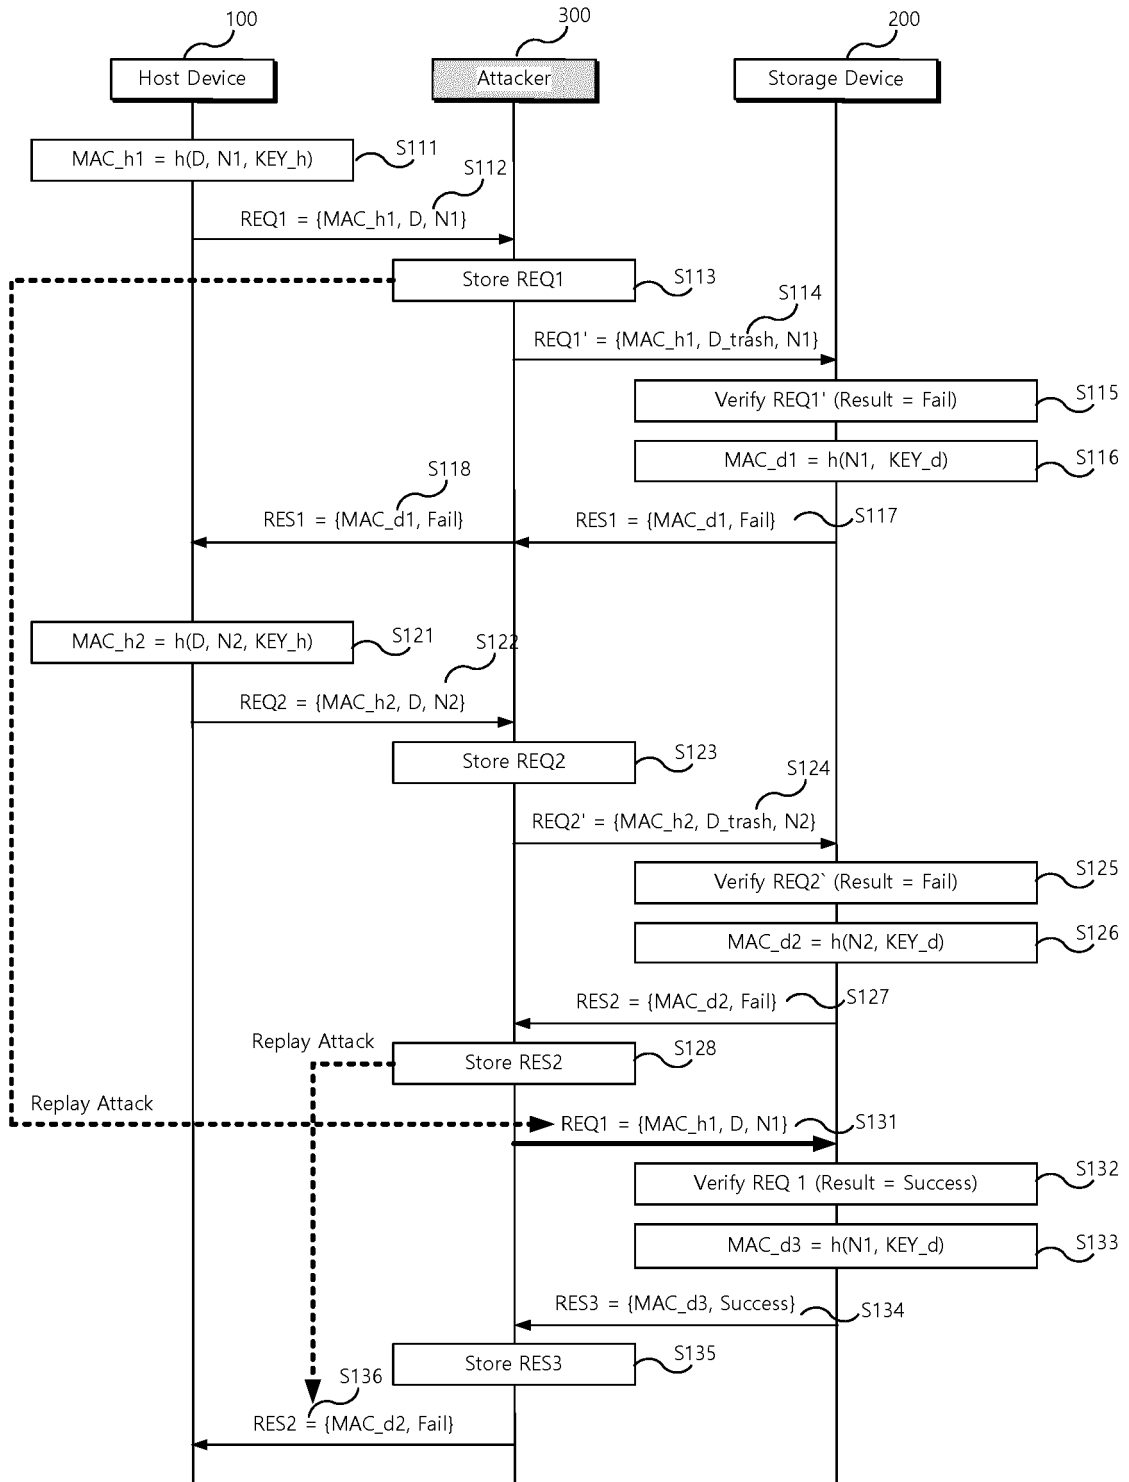 100
300
200
Host Device
Attacker
Storage Device
MAC_h1 = h(D, N1, KEY_h)
S111
S112
REQ1 = {MAC_h1, D, N1}
Store REQ1
S113
S114
REQ1' = {MAC_h1, D_trash, N1}
Verify REQ1' (Result = Fail)
S115
MAC_d1 = h(N1, KEY_d)
S116
S118
RES1 = {MAC_d1, Fail}
RES1 = {MAC_d1, Fail}
S117
MAC_h2 = h(D, N2, KEY_h)
S121
S122
REQ2 = {MAC_h2, D, N2}
Store REQ2
S123
S124
REQ2' = {MAC_h2, D_trash, N2}
Verify REQ2` (Result = Fail)
S125
MAC_d2 = h(N2, KEY_d)
S126
RES2 = {MAC_d2, Fail}
S127
Replay Attack
Store RES2
S128
Replay Attack
REQ1 = {MAC_h1, D, N1}
S131
Verify REQ 1 (Result = Success)
S132
MAC_d3 = h(N1, KEY_d)
S133
RES3 = {MAC_d3, Success}
S134
Store RES3
S135
S136
RES2 = {MAC_d2, Fail}